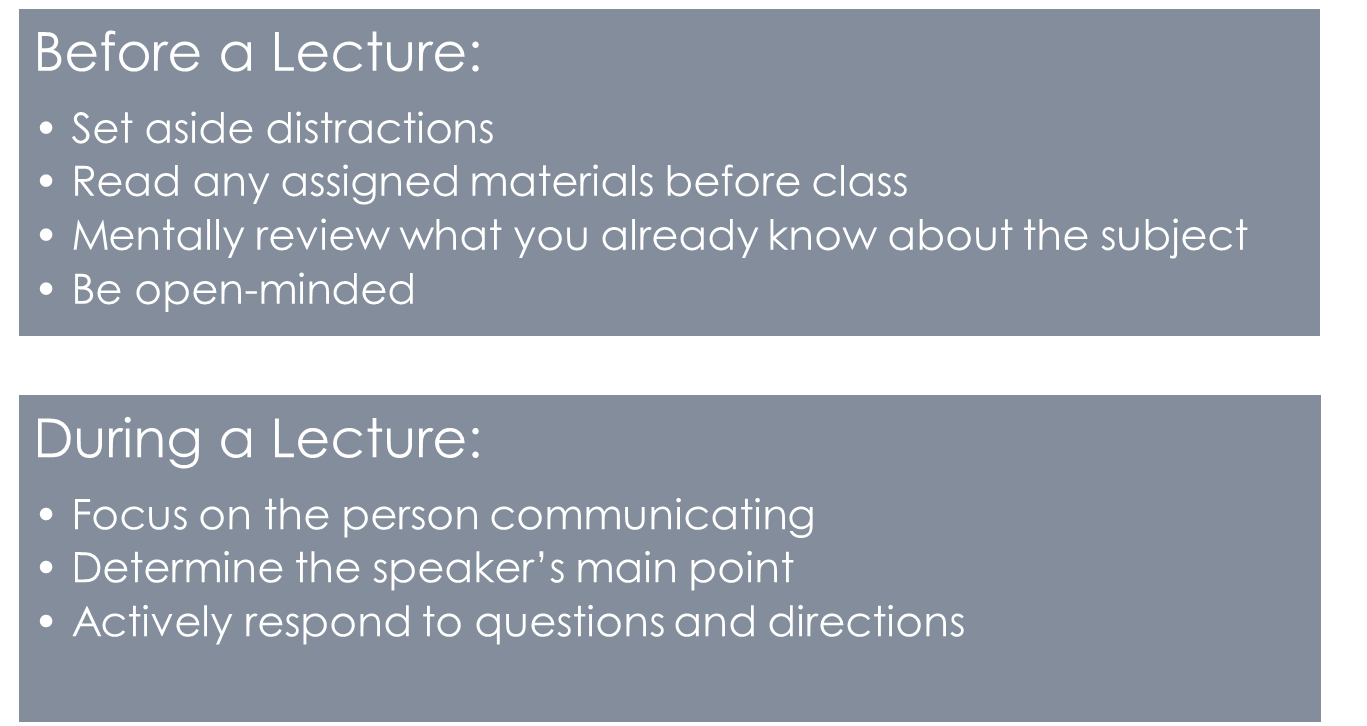 Before a Lecture:
• Set aside distractions
• Read any assigned materials before class
• Mentally review what you already know about the subject
• Be open-minded
During a Lecture:
• Focus on the person communicating
• Determine the speaker’s main point
• Actively respond to questions and directions